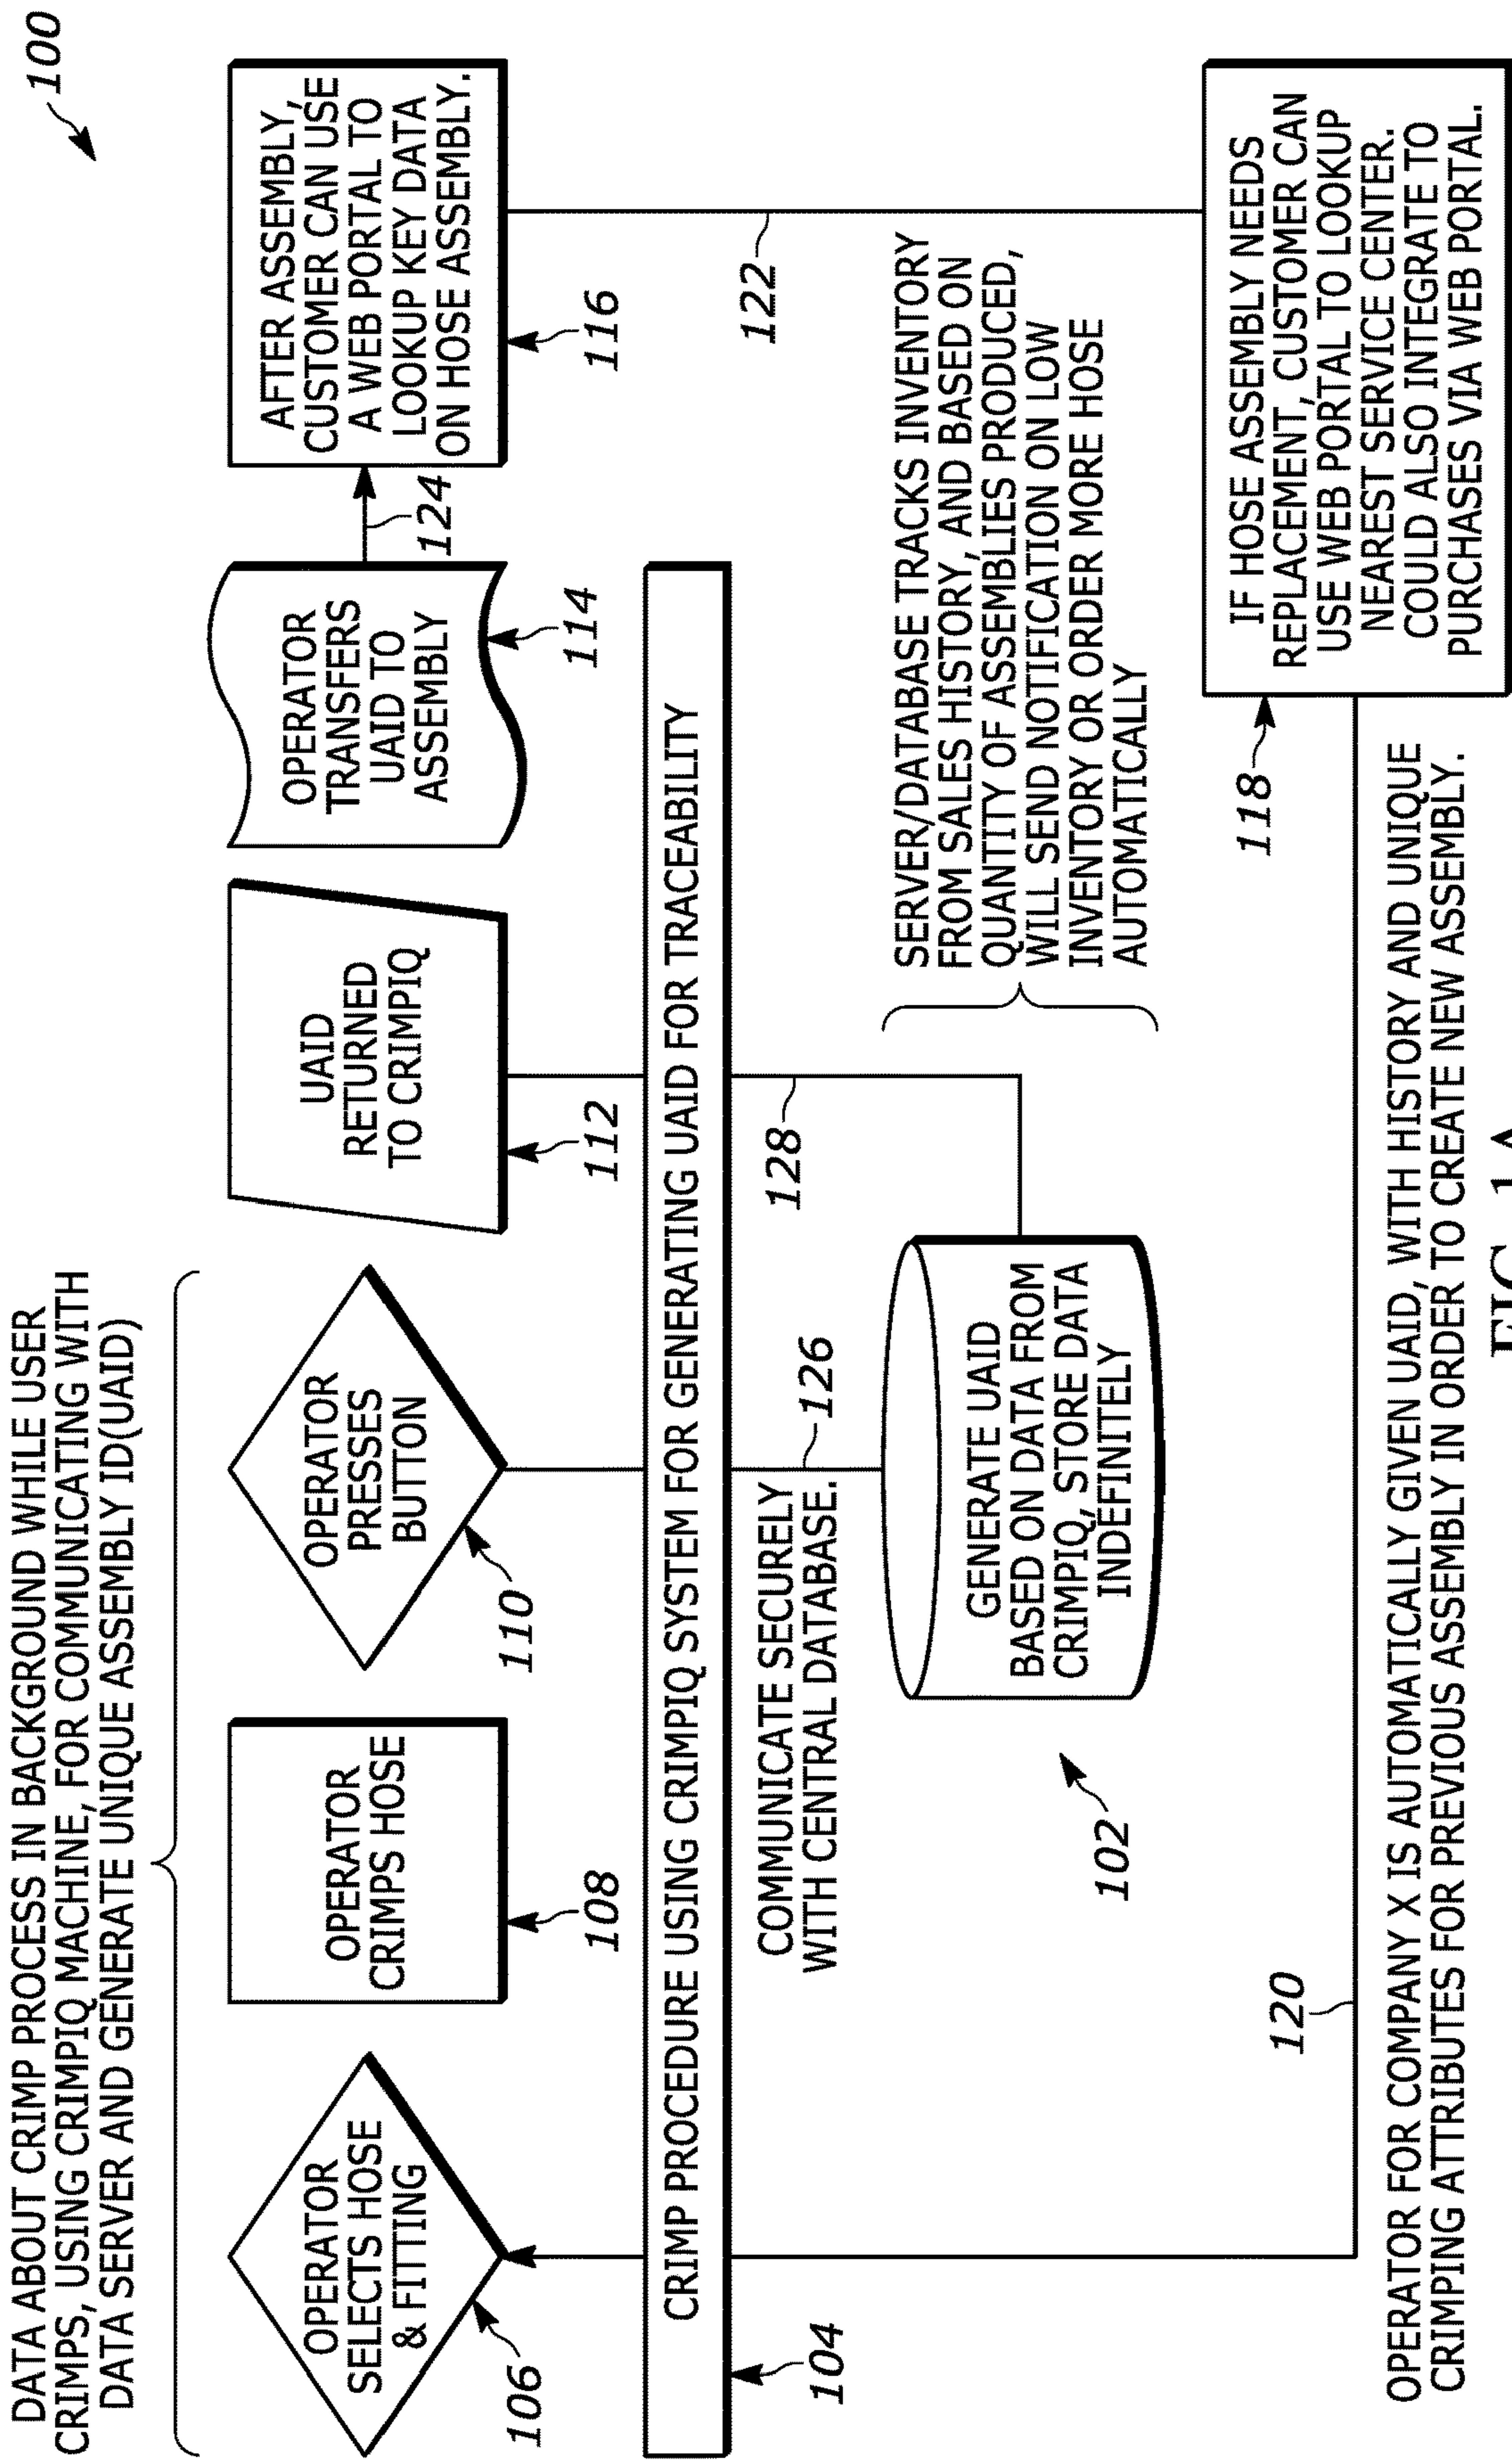 100
DATA ABOUT CRIMP PROCESS IN BACKGROUND WHILE USER
CRIMPS, USING CRIMPIQ MACHINE, FOR COMMUNICATING WITH
DATA SERVER AND GENERATE UNIQUE ASSEMBLY ID(UAID)
OPERATOR
SELECTS HOSE
& FITTING
106
OPERATOR
CRIMPS HOSE
108
OPERATOR
PRESSES
BUTTON
110
UAID
RETURNED
TO CRIMPIQ
112
OPERATOR
TRANSFERS
UAID TO
ASSEMBLY
114
124
AFTER ASSEMBLY,
CUSTOMER CAN USE
A WEB PORTAL TO
LOOKUP KEY DATA
ON HOSE ASSEMBLY.
116
CRIMP PROCEDURE USING CRIMPIQ SYSTEM FOR GENERATING UAID FOR TRACEABILITY
104
COMMUNICATE SECURELY
WITH CENTRAL DATABASE.
126
128
122
GENERATE UAID
BASED ON DATA FROM
CRIMPIQ, STORE DATA
INDEFINITELY
102
SERVER/DATABASE TRACKS INVENTORY
FROM SALES HISTORY, AND BASED ON
QUANTITY OF ASSEMBLIES PRODUCED,
WILL SEND NOTIFICATION ON LOW
INVENTORY OR ORDER MORE HOSE
AUTOMATICALLY
120
118
IF HOSE ASSEMBLY NEEDS
REPLACEMENT, CUSTOMER CAN
USE WEB PORTAL TO LOOKUP
NEAREST SERVICE CENTER.
COULD ALSO INTEGRATE TO
PURCHASES VIA WEB PORTAL.
OPERATOR FOR COMPANY X IS AUTOMATICALLY GIVEN UAID, WITH HISTORY AND UNIQUE
CRIMPING ATTRIBUTES FOR PREVIOUS ASSEMBLY IN ORDER TO CREATE NEW ASSEMBLY.
FIG. 1A